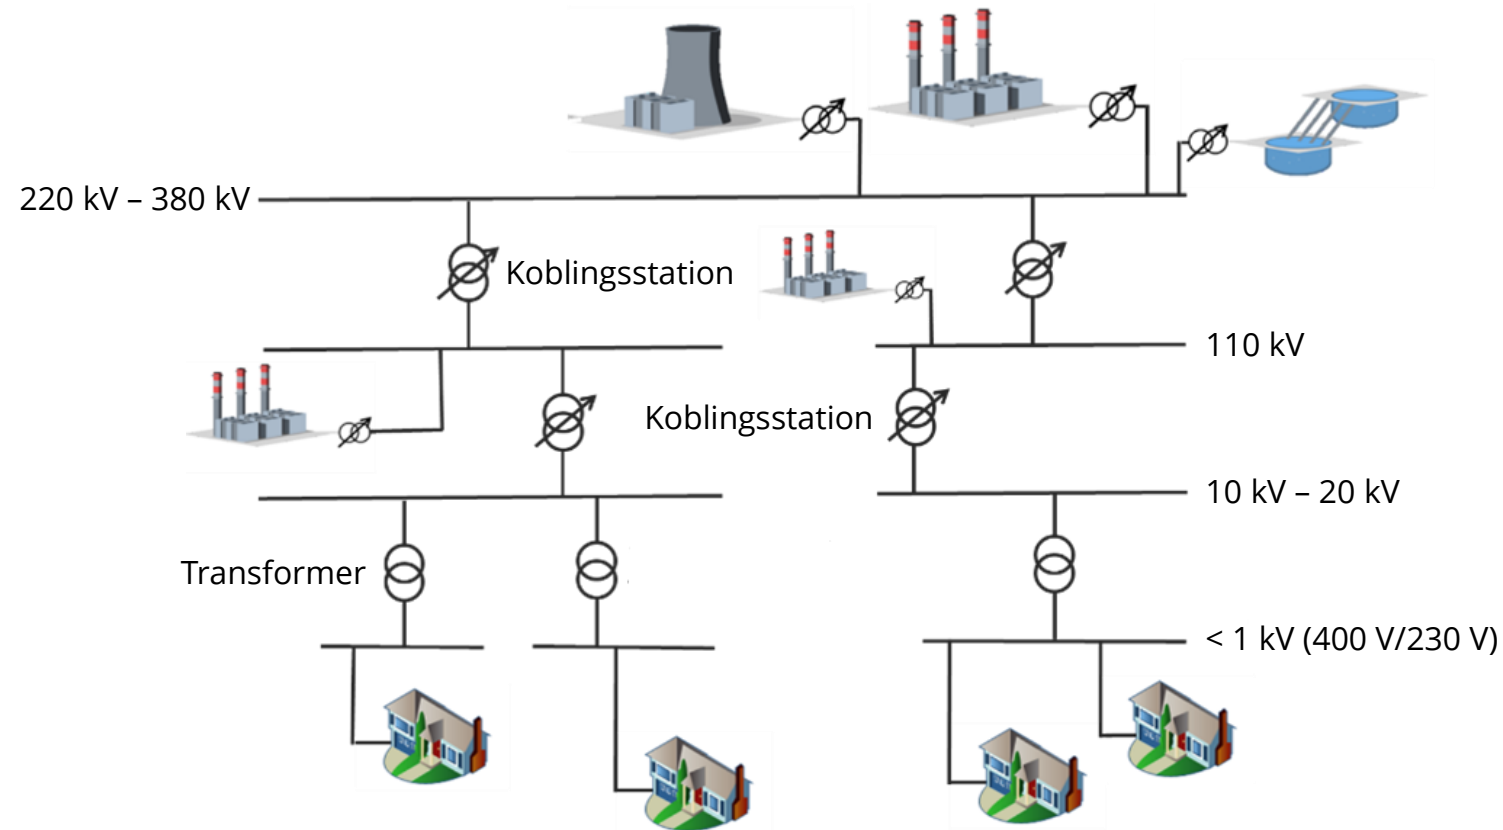 220 kV – 380 kV
Koblingsstation
110 kV
Koblingsstation
10 kV – 20 kV
Transformer
< 1 kV (400 V/230 V)